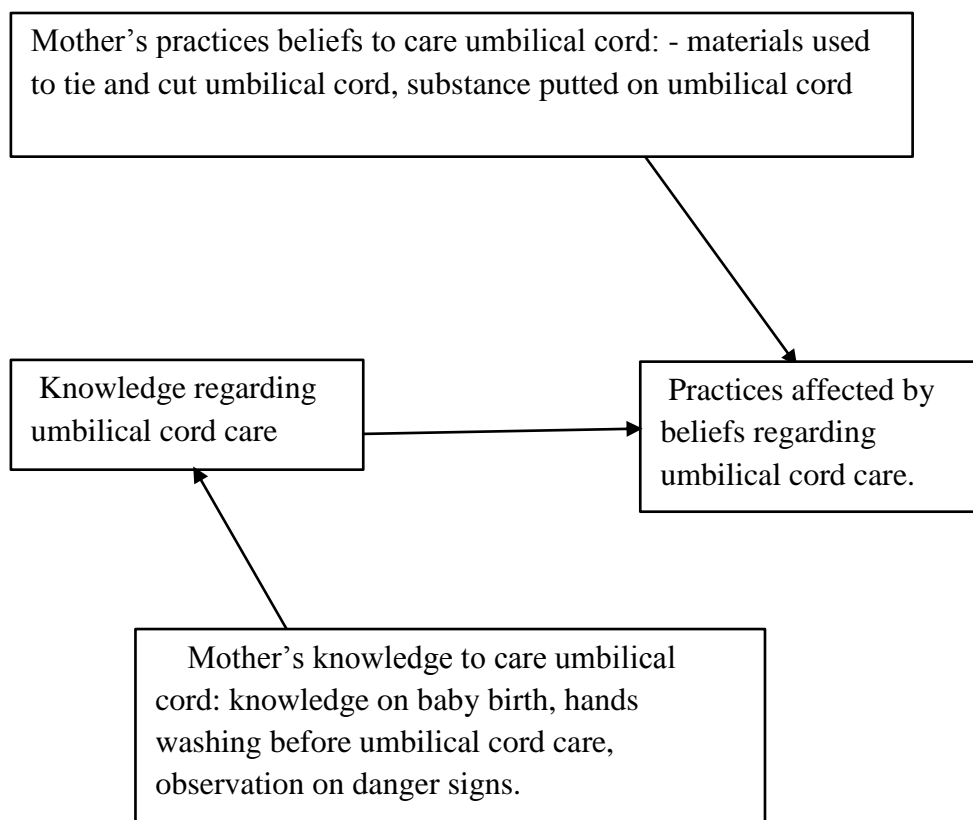 Mother’s practices beliefs to care umbilical cord: - materials used
to tie and cut umbilical cord, substance putted on umbilical cord
Knowledge regarding
umbilical cord care
Practices affected by
beliefs regarding
umbilical cord care.
Mother’s knowledge to care umbilical
cord: knowledge on baby birth, hands
washing before umbilical cord care,
observation on danger signs.